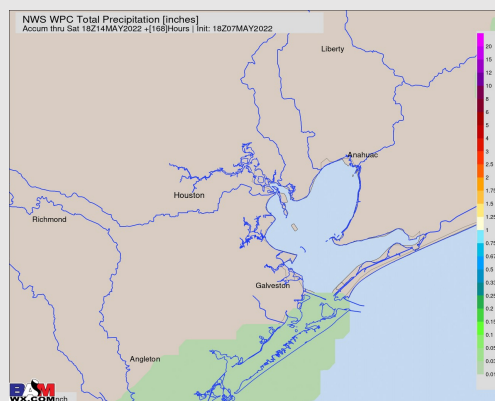 NWS WPC Total Precipitation [inches]
Accum thru Sat 18Z14MAY2022 +[168]Hours | Init: 18Z07MAY2022
Liberty
Anahuac
Houston
Richmond
Galveston
Angleton
20
15
12
10
8
6
5
4
3
2.5
2
1.75
1.5
1.25
1
0.75
0.5
0.25
0.2
0.15
0.1
0.05
0.01
BAM
WX.COM